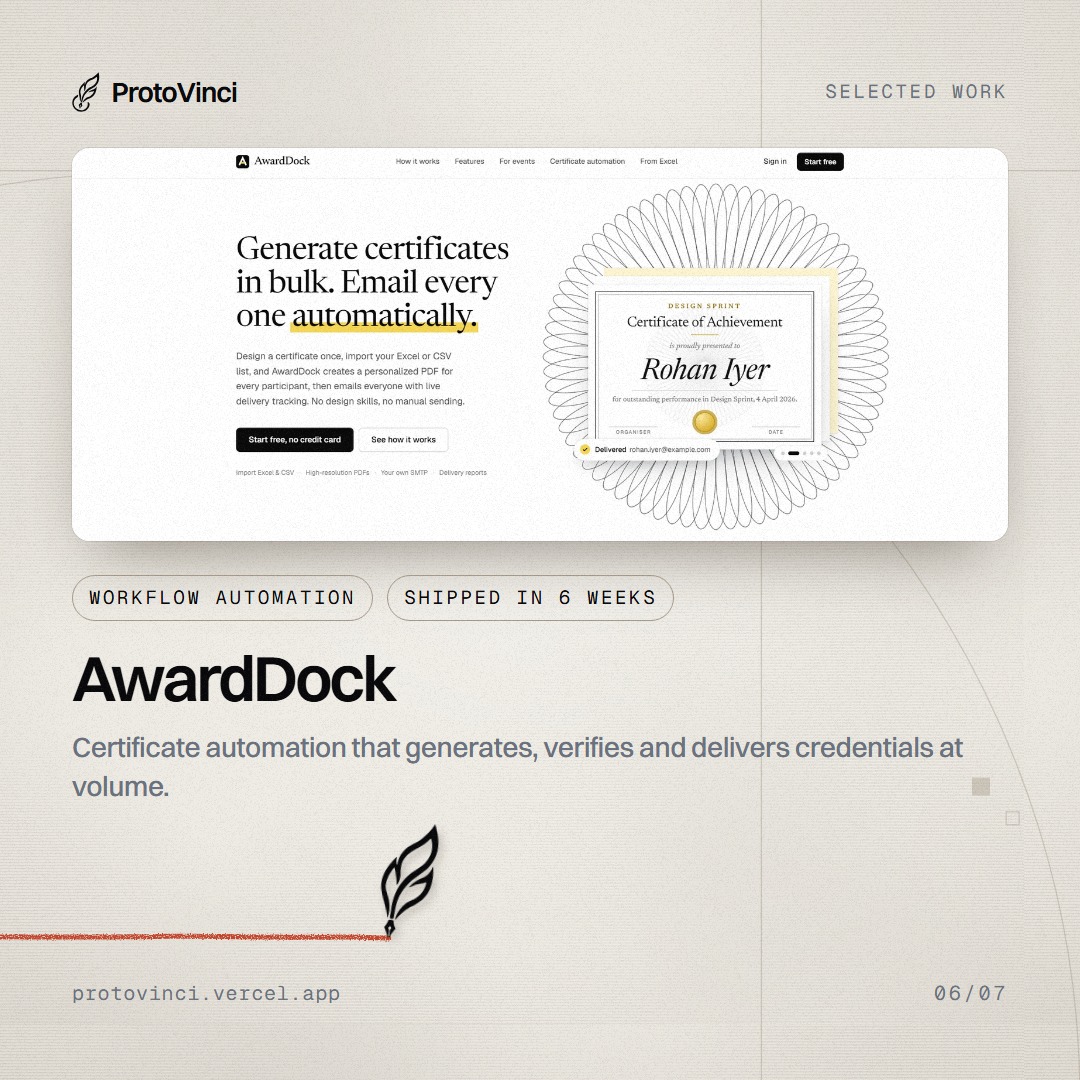 ProtoVinci
SELECTED WORK
A AwardDock
How it works
Features
For events
Certificate automation
From Excel
Sign in
Start free
Generate certificates
in bulk. Email every
one automatically.
Design a certificate once, import your Excel or CSV
list, and AwardDock creates a personalized PDF for
every participant, then emails everyone with live
delivery tracking. No design skills, no manual sending.
Start free, no credit card
See how it works
Import Excel & CSV · High-resolution PDFs · Your own SMTP · Delivery reports
DESIGN SPRINT
Certificate of Achievement
is proudly presented to
Rohan Iyer
for outstanding performance in Design Sprint, 4 April 2026.
ORGANISER
DATE
Delivered rohan.iyer@example.com
WORKFLOW AUTOMATION
SHIPPED IN 6 WEEKS
AwardDock
Certificate automation that generates, verifies and delivers credentials at
volume.
protovinci.vercel.app
06/07